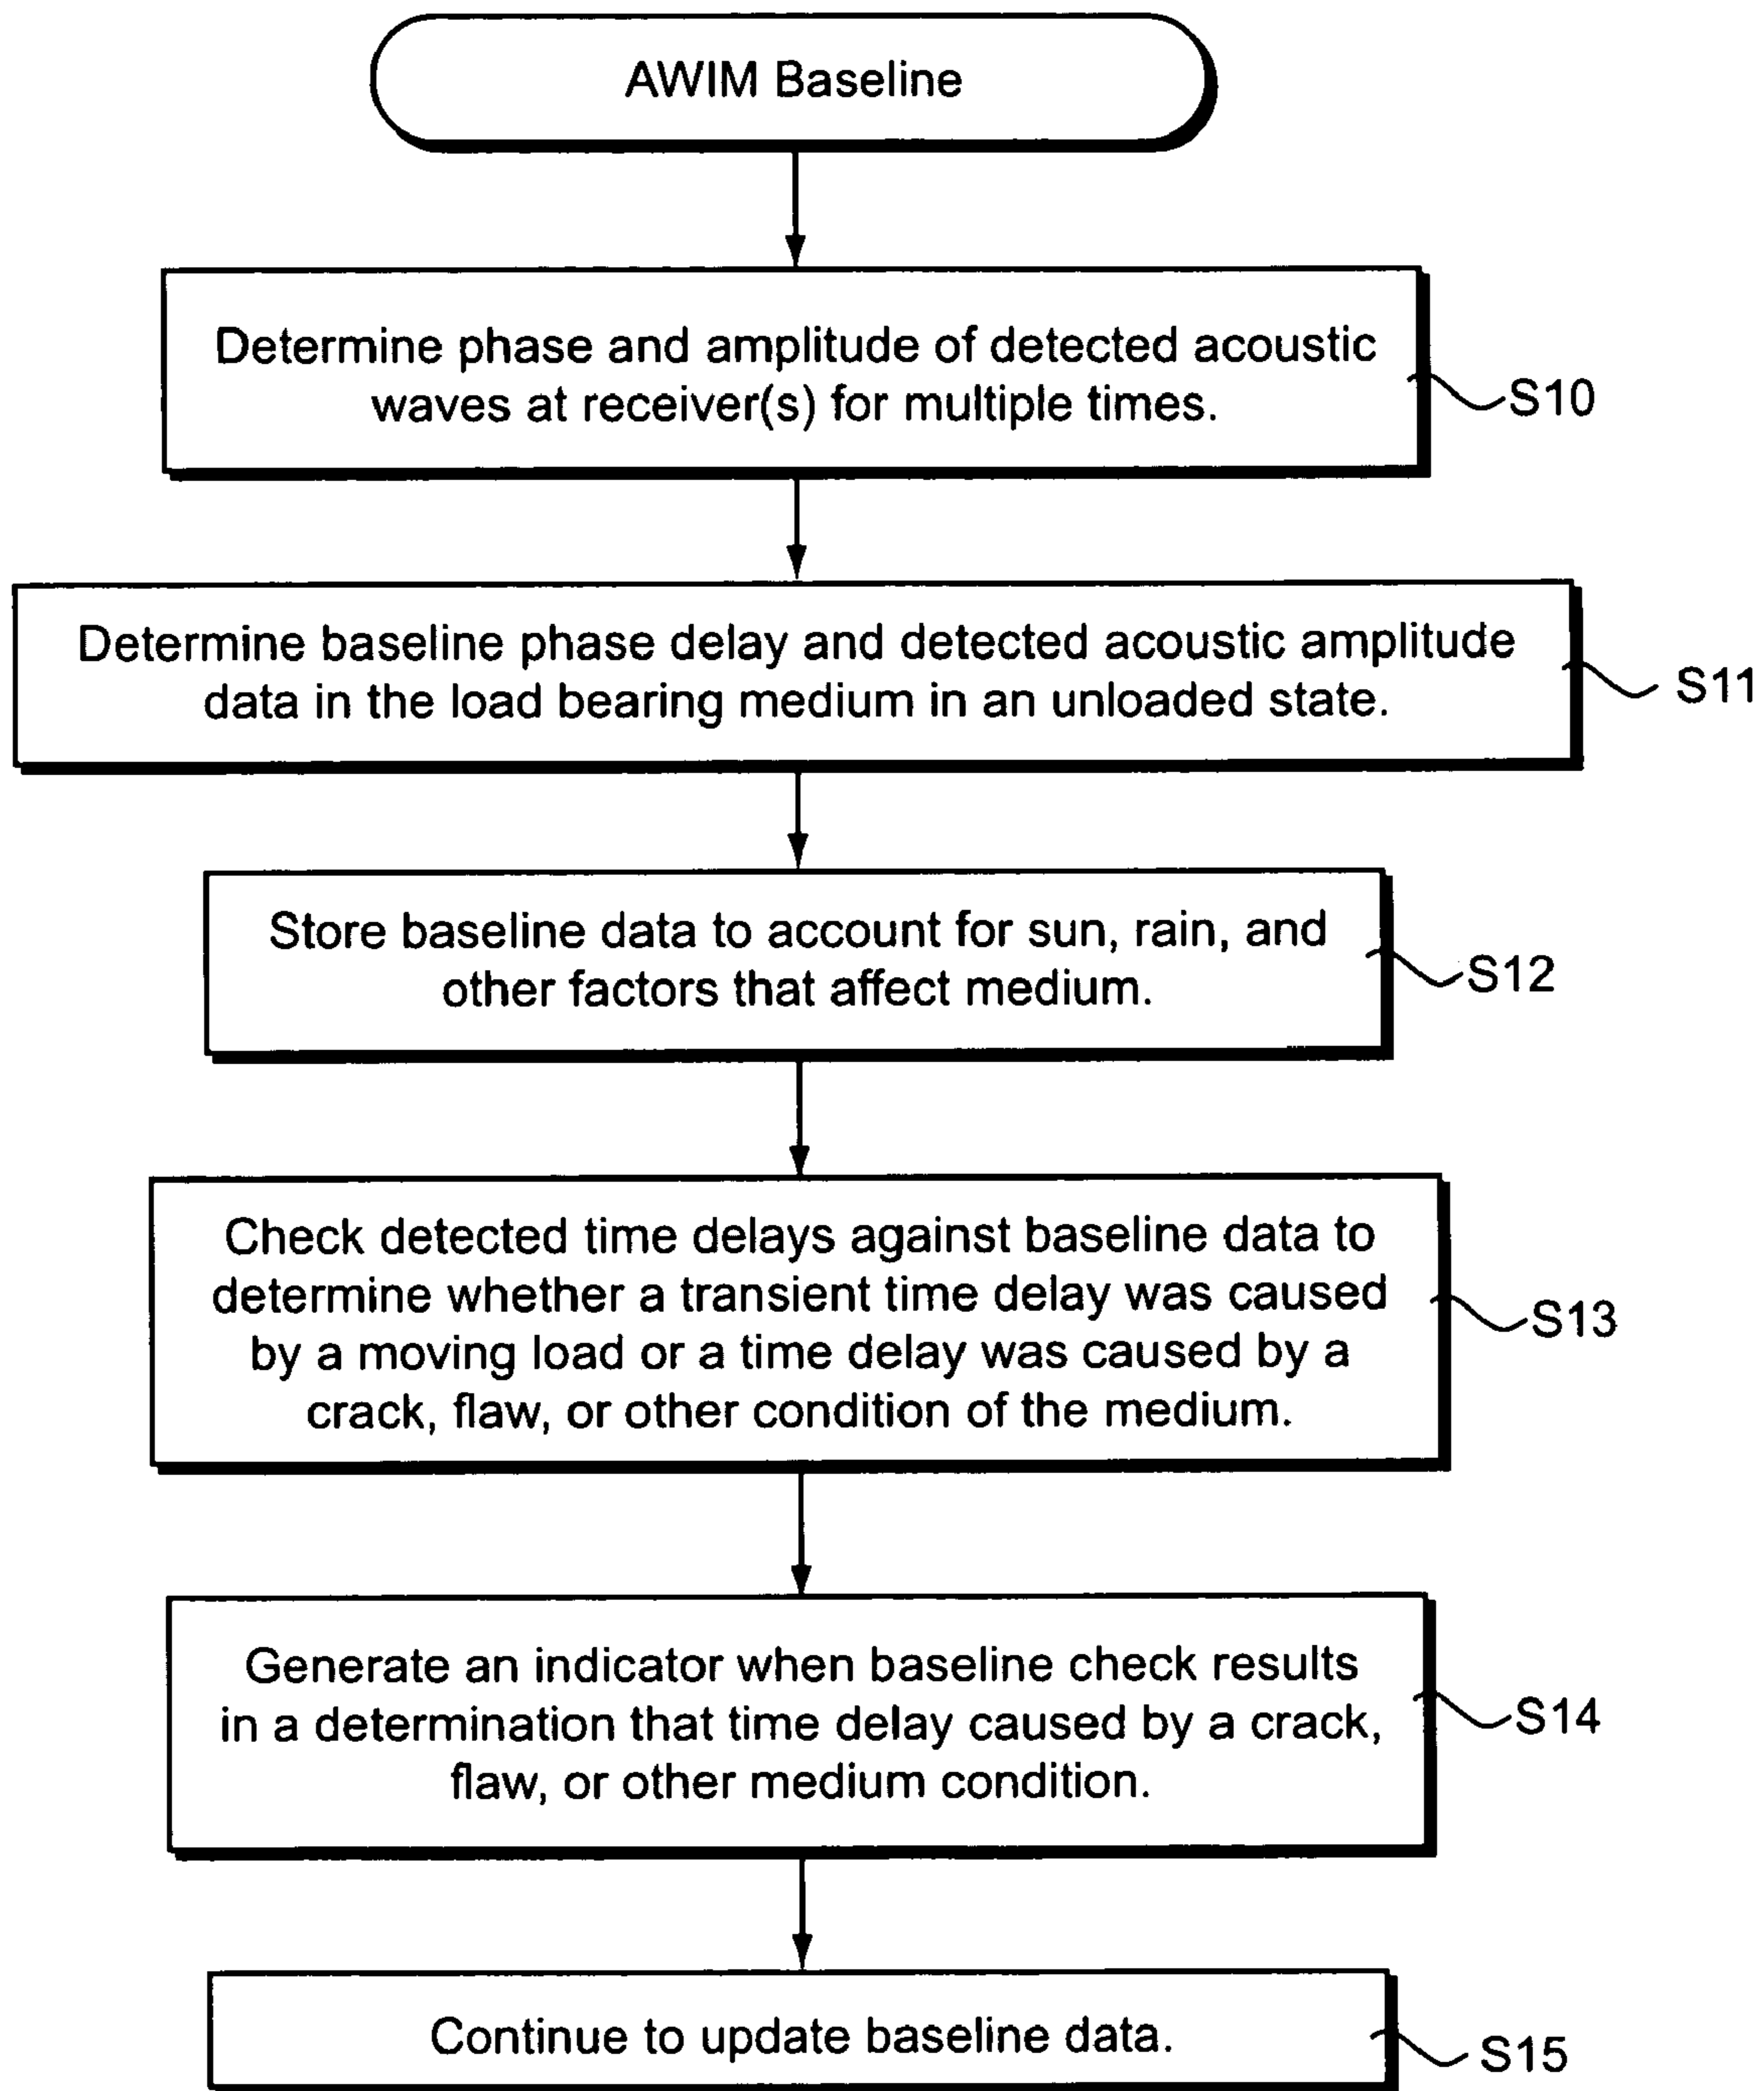 AWIM Baseline
Determine phase and amplitude of detected acoustic
waves at receiver(s) for multiple times.
S10
Determine baseline phase delay and detected acoustic amplitude
data in the load bearing medium in an unloaded state.
S11
Store baseline data to account for sun, rain, and
other factors that affect medium.
S12
Check detected time delays against baseline data to
determine whether a transient time delay was caused
by a moving load or a time delay was caused by a
crack, flaw, or other condition of the medium.
S13
Generate an indicator when baseline check results
in a determination that time delay caused by a crack,
flaw, or other medium condition.
S14
Continue to update baseline data.
S15